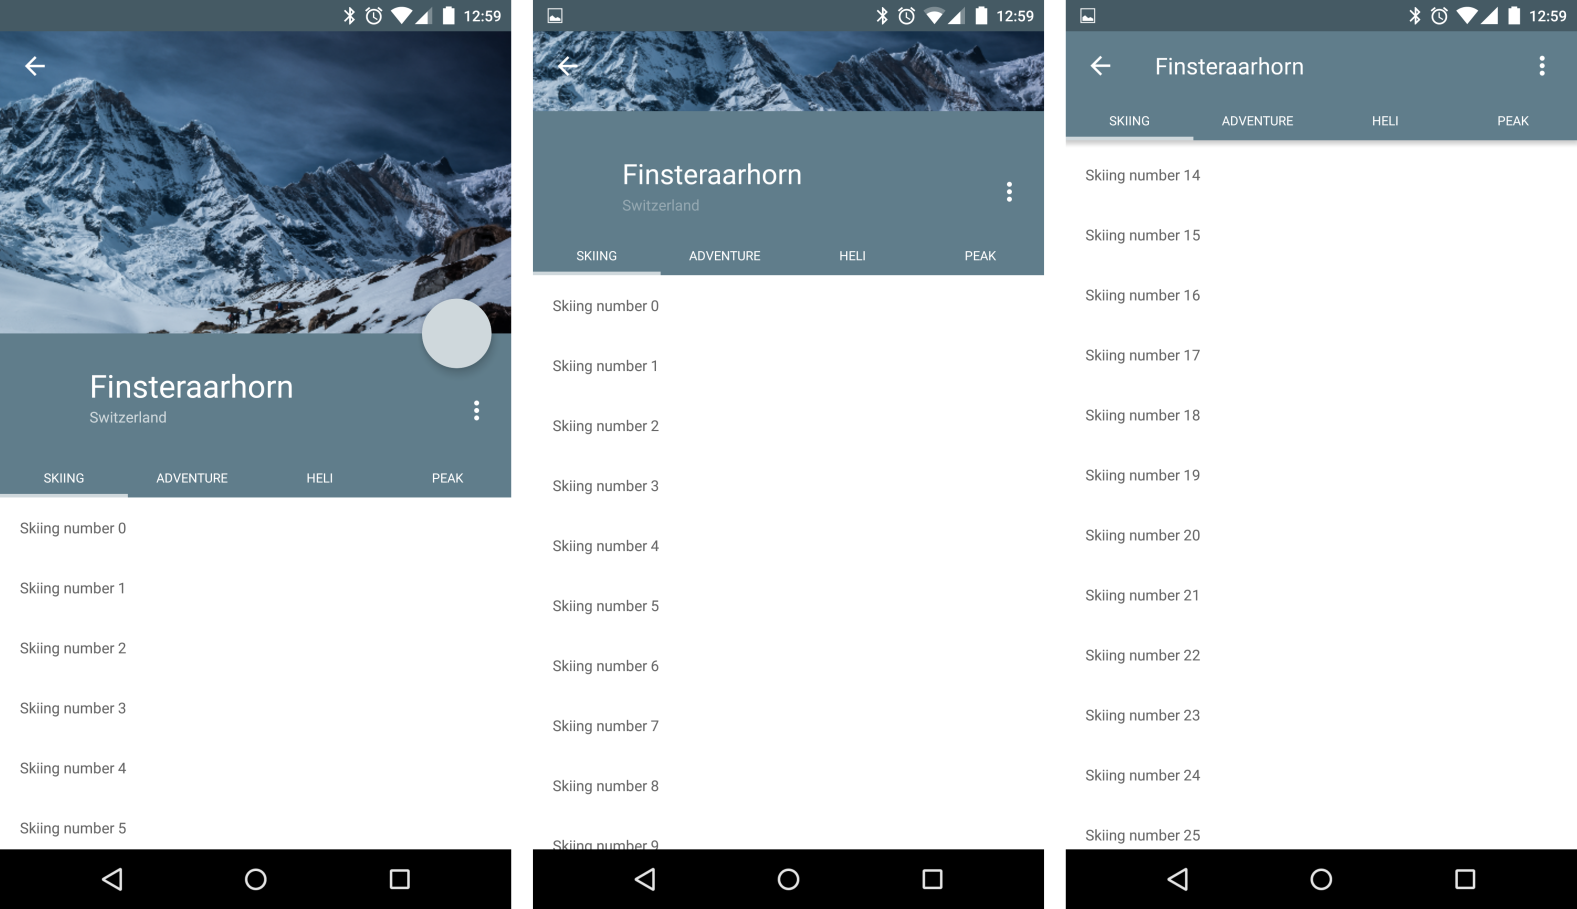 12:59
Finsteraarhorn
Switzerland
SKIING ADVENTURE HELI PEAK
Skiing number 0
Skiing number 1
Skiing number 2
Skiing number 3
Skiing number 4
Skiing number 5
12:59
Finsteraarhorn
Switzerland
SKIING ADVENTURE HELI PEAK
Skiing number 0
Skiing number 1
Skiing number 2
Skiing number 3
Skiing number 4
Skiing number 5
Skiing number 6
Skiing number 7
Skiing number 8
Skiing number 9
12:59
Finsteraarhorn
SKIING ADVENTURE HELI PEAK
Skiing number 14
Skiing number 15
Skiing number 16
Skiing number 17
Skiing number 18
Skiing number 19
Skiing number 20
Skiing number 21
Skiing number 22
Skiing number 23
Skiing number 24
Skiing number 25